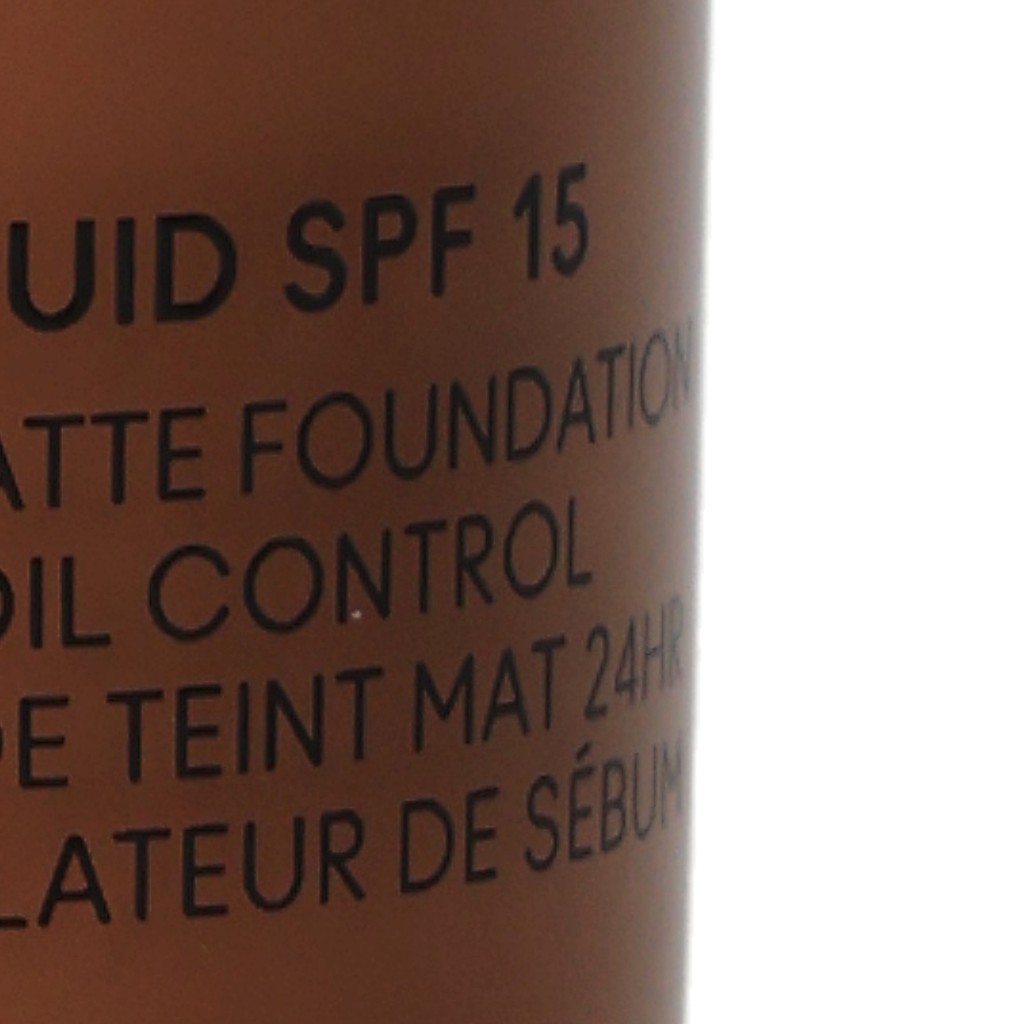 UID SPF 15
ATTE FOUNDATION
OIL CONTROL
DE TEINT MAT 24HR
LATEUR DE SÉBUM